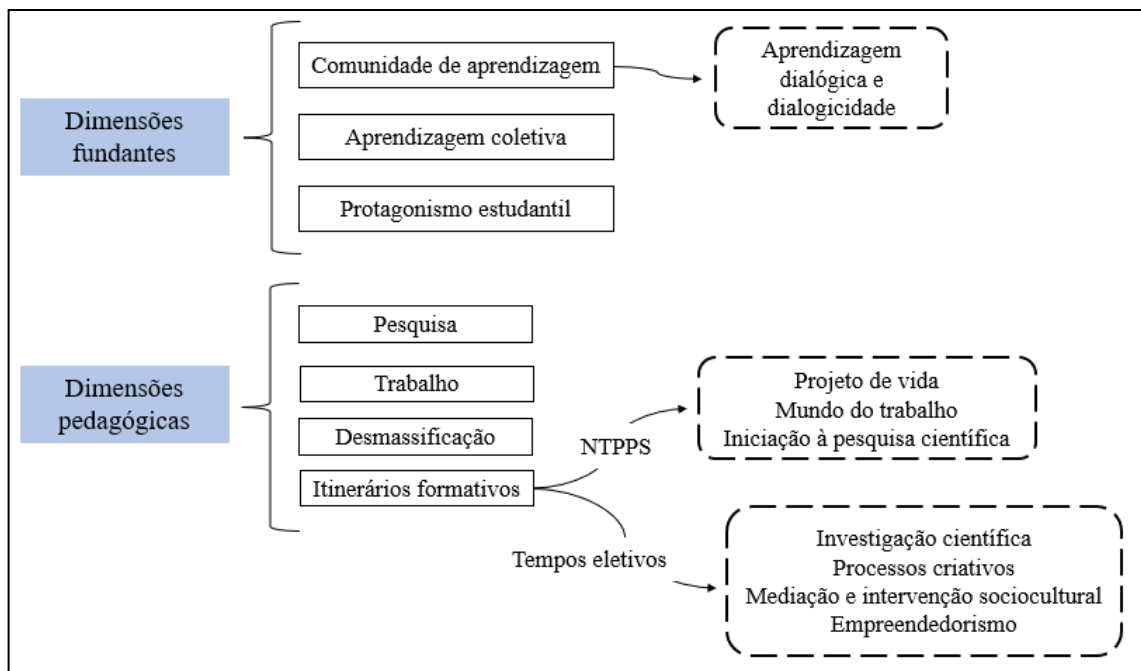 Dimensões
fundantes
Comunidade de aprendizagem
Aprendizagem coletiva
Protagonismo estudantil
Aprendizagem
dialógica e
dialogicidade
Dimensões
pedagógicas
Pesquisa
Trabalho
Desmassificação
Itinerários formativos
NTPPS
Projeto de vida
Mundo do trabalho
Iniciação à pesquisa científica
Tempos eletivos
Investigação científica
Processos criativos
Mediação e intervenção sociocultural
Empreendedorismo